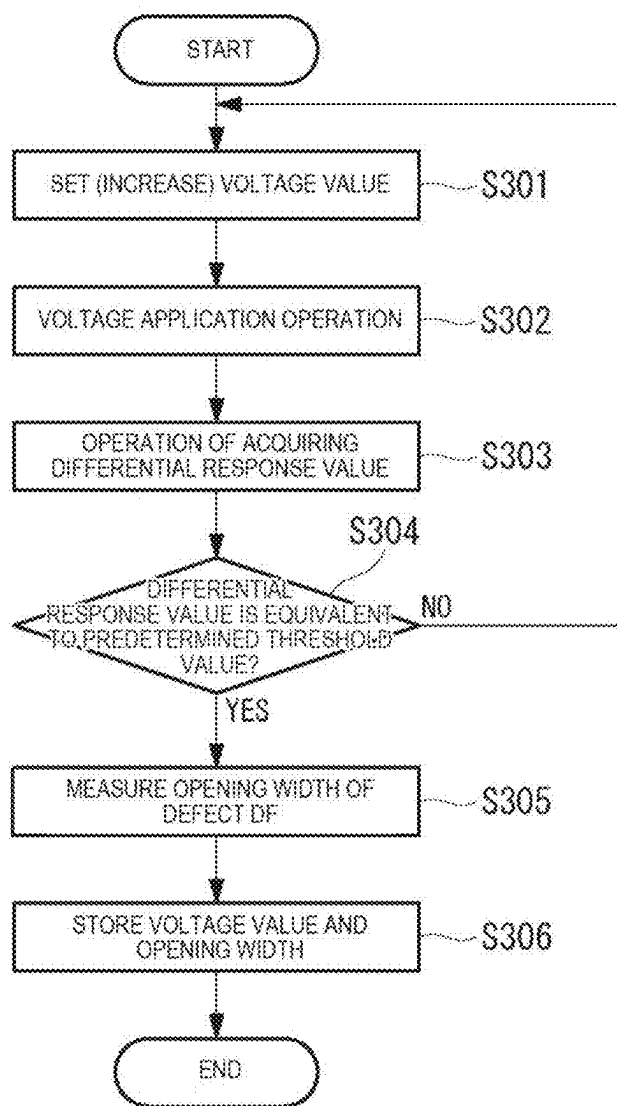 START
SET (INCREASE) VOLTAGE VALUE
S301
VOLTAGE APPLICATION OPERATION
S302
OPERATION OF ACQUIRING
DIFFERENTIAL RESPONSE VALUE
S303
S304
DIFFERENTIAL
RESPONSE VALUE IS EQUIVALENT
TO PREDETERMINED THRESHOLD
VALUE?
NO
YES
MEASURE OPENING WIDTH OF
DEFECT DF
S305
STORE VOLTAGE VALUE AND
OPENING WIDTH
S306
END